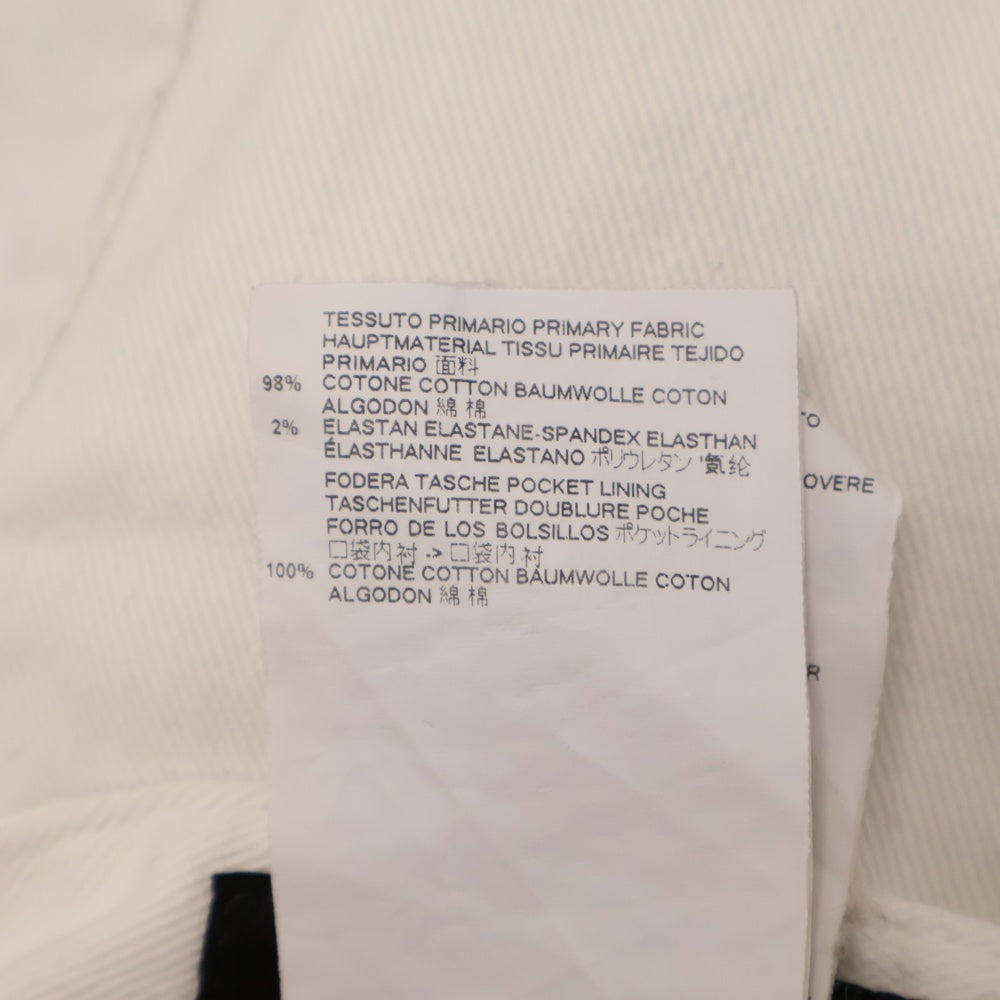 TESSUTO PRIMARIO PRIMARY FABRIC
HAUPTMATERIAL TISSU PRIMAIRE TEJIDO
PRIMARIO 面料
98% COTONE COTTON BAUMWOLLE COTON
ALGODON 綿 棉
2% ELASTAN ELASTANE-SPANDEX ELASTHAN
ÉLASTHANNE ELASTANO ポリウレタン '氨纶
FODERA TASCHE POCKET LINING
TASCHENFUTTER DOUBLURE POCHE
FORRO DE LOS BOLSILLOS ポケットライニング
口袋内衬 -> 口袋内衬
100% COTONE COTTON BAUMWOLLE COTON
ALGODON 綿 棉
TO
OVERE
R